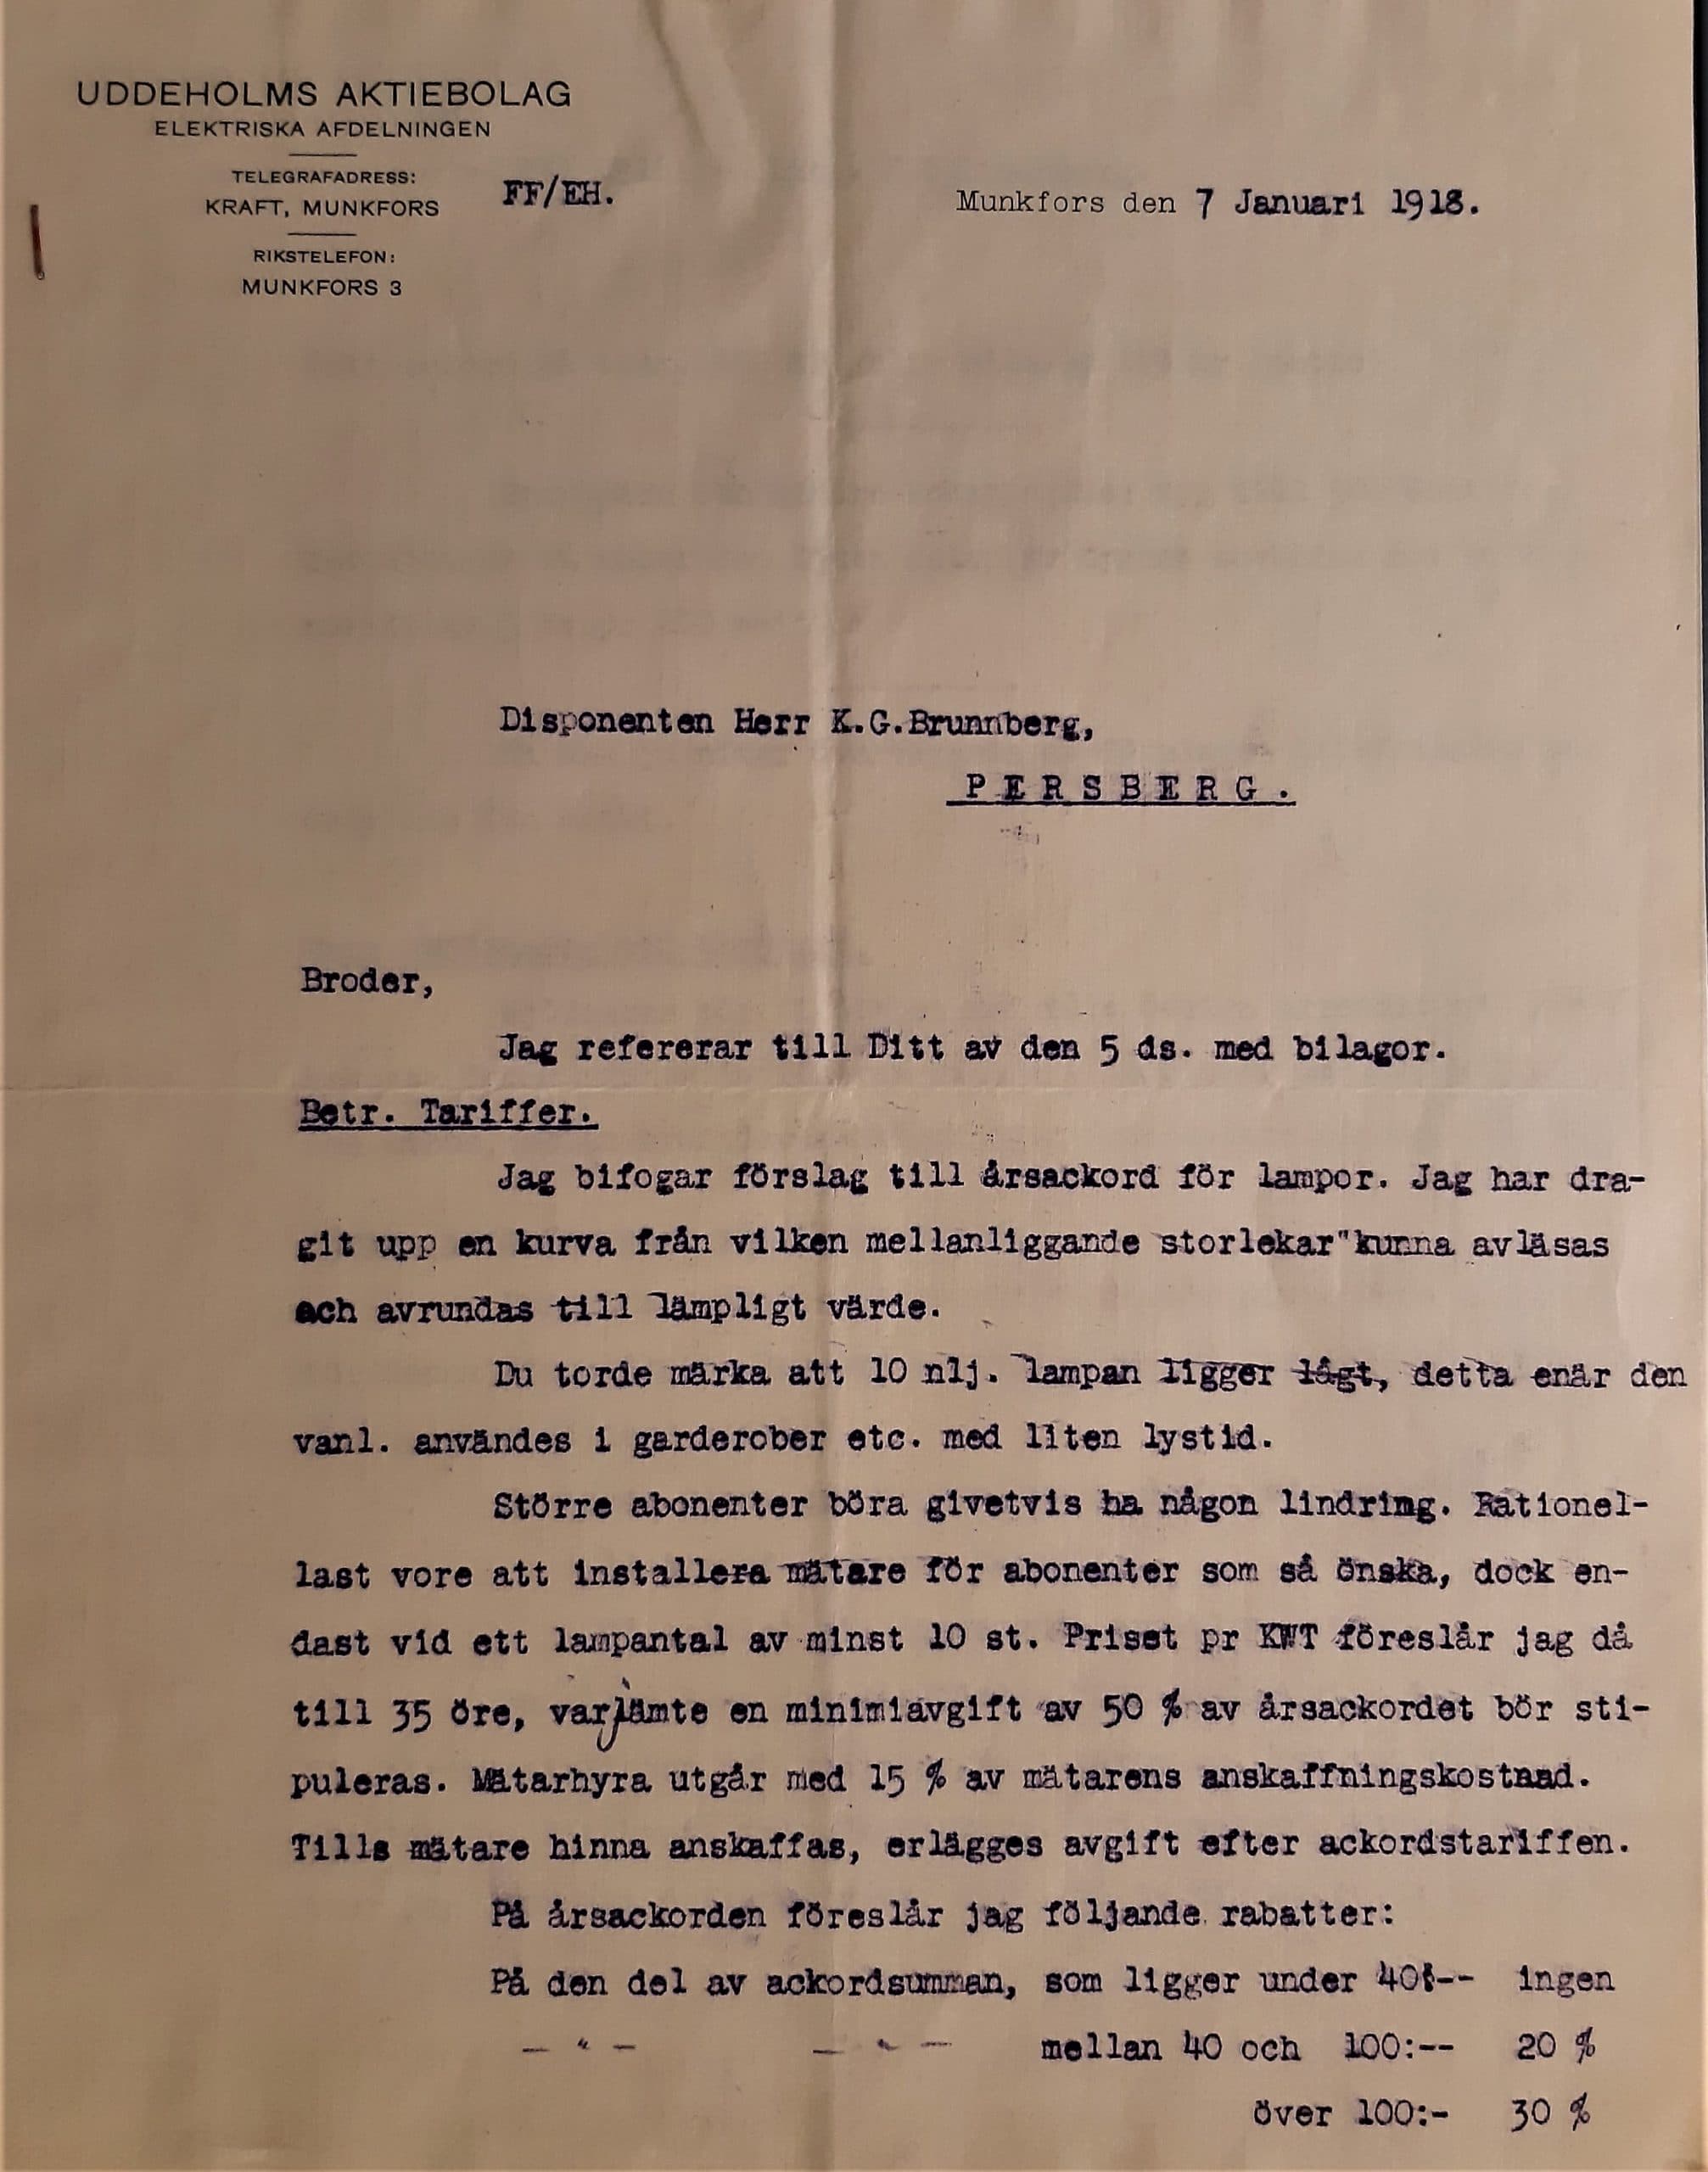 UDDEHOLMS AKTIEBOLAG
ELEKTRISKA AFDELNINGEN
TELEGRAFADRESS:
KRAFT, MUNKFORS
RIKSTELEFON:
MUNKFORS 3
FF/EH.
Munkfors den 7 Januari 1918.
Disponenten Herr K.G.Brunnberg,
PERSBERG.
Broder,
Jag refererar till Ditt av den 5 ds. med bilagor.
Betr. Tariffer.
Jag bifogar förslag till årsackord för lampor. Jag har dra-
git upp en kurva från vilken mellanliggande storlekar"kunna avläsas
och avrundas till lämpligt värde.
Du torde märka att 10 nlj. lampan ligger lågt, detta enär den
vanl. användes i garderober etc. med liten lystid.
Större abonenter böra givetvis ha någon lindring. Rationel-
last vore att installera mätare för abonenter som så önska, dock en-
dast vid ett lampantal av minst 10 st. Priset pr KWT föreslår jag då
till 35 öre, varjämte en minimiavgift av 50 % av årsackordet bör sti-
puleras. Mätarhyra utgår med 15 % av mätarens anskaffningskostnad.
Tills mätare hinna anskaffas, erlägges avgift efter ackordstariffen.
På årsackorden föreslår jag följande rabatter:
På den del av ackordsumman, som ligger under 40:-- ingen
- " - - " - mellan 40 och 100:-- 20 %
över 100:- 30 %